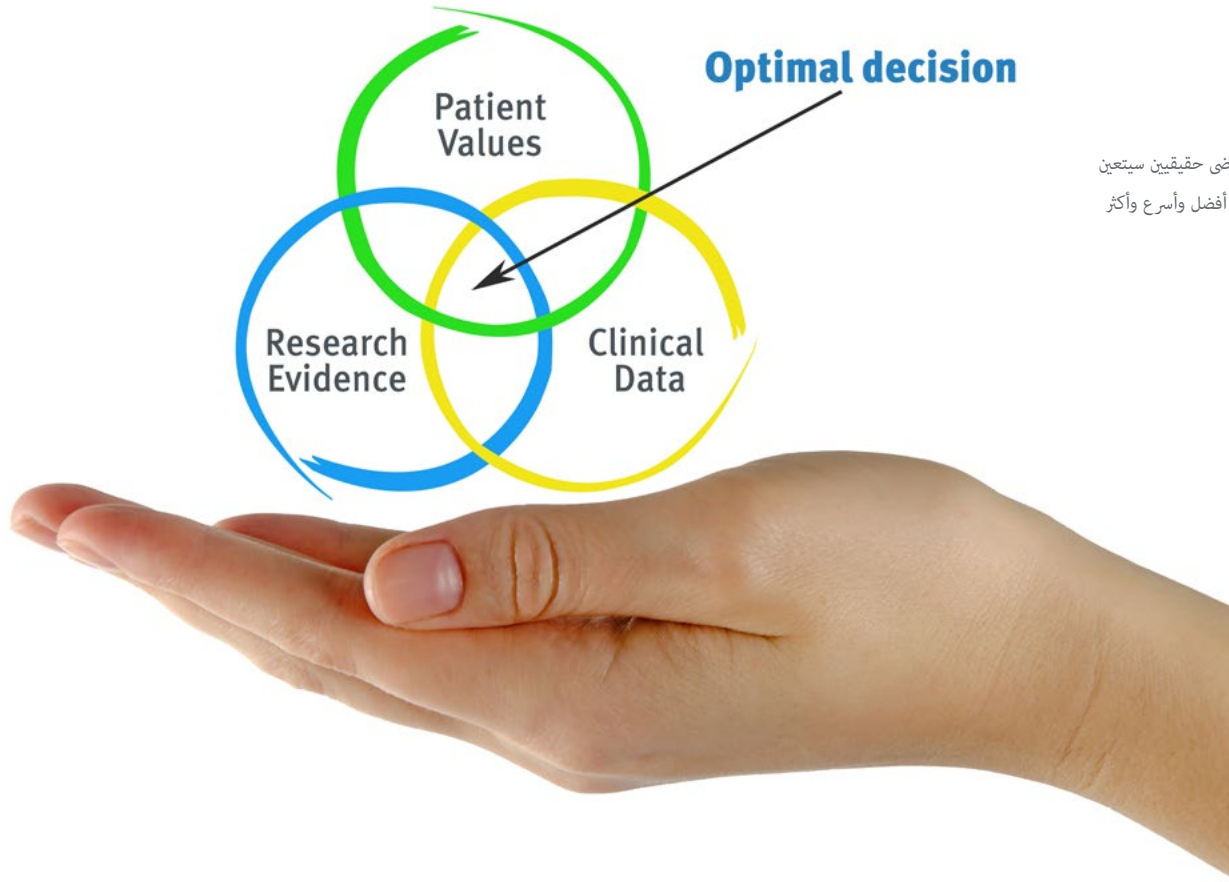 Optimal decision
Patient
Values
Research
Evidence
Clinical
Data
حقيقيين سيتعين
أفضل وأسرع وأكثر